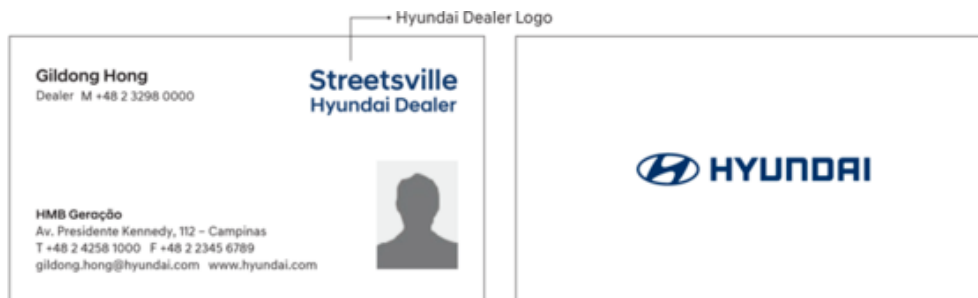 Hyundai Dealer Logo
Gildong Hong
Dealer M +48 2 3298 0000
Streetsville
Hyundai Dealer
HMB Geração
Av. Presidente Kennedy, 112 – Campinas
T +48 2 4258 1000 F +48 2 2345 6789
gildong.hong@hyundai.com www.hyundai.com
HYUNDAI